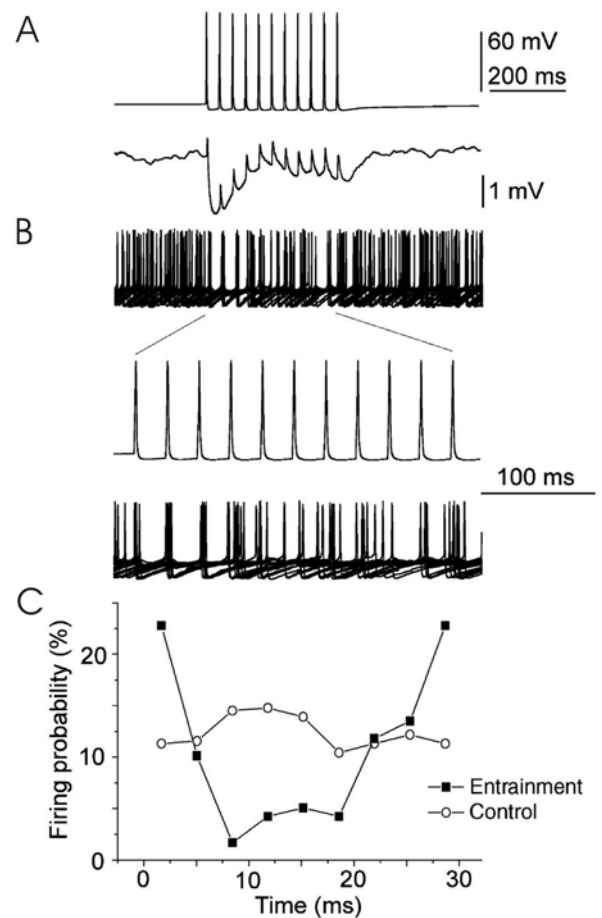 A
60 mV
200 ms
1 mV
B
100 ms
C
Firing probability (%)
20
10
0
Entrainment
Control
0 10 20 30
Time (ms)